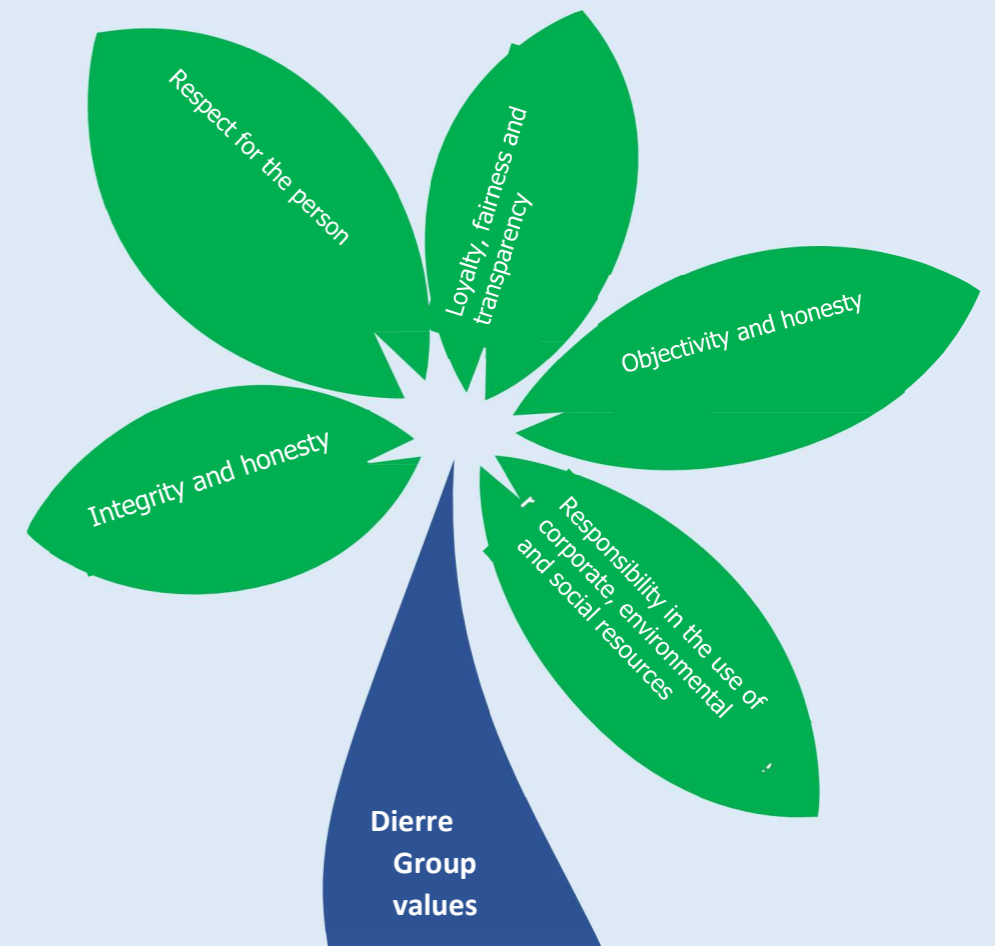 Respect for the person
Loyalty, fairness and
transparency
Objectivity and honesty
Integrity and honesty
Responsibility in the use of
r corporate, environmental
and social resources
Dierre
Group
values